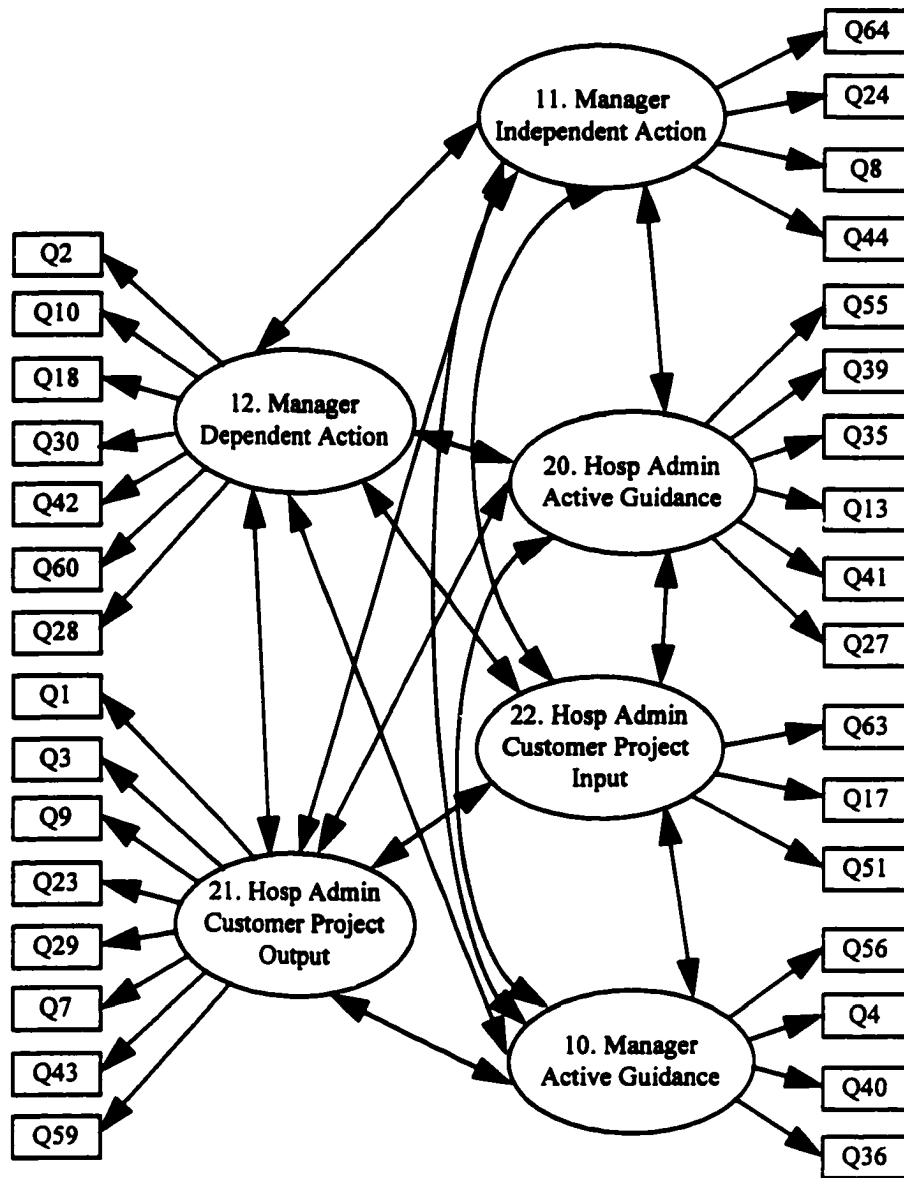 Q64
11. Manager
Independent Action
Q24
Q8
Q44
Q2
Q10
Q18
Q30
Q42
Q60
Q28
12. Manager
Dependent Action
Q55
Q39
Q35
Q13
Q41
Q27
20. Hosp Admin
Active Guidance
Q1
Q3
Q9
Q23
Q29
Q7
Q43
Q59
21. Hosp Admin
Customer Project
Output
22. Hosp Admin
Customer Project
Input
Q63
Q17
Q51
10. Manager
Active Guidance
Q56
Q4
Q40
Q36